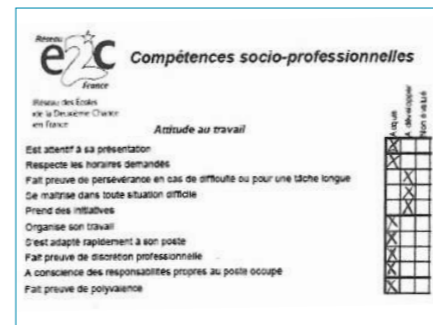 Réseau
e2c
France
Compétences socio-professionnelles
Réseau des Ecoles
de la Deuxième Chance
en France
Attitude au travail
Acquis
A développer
Non évalué
Est attentif à sa présentation
Respecte les horaires demandés
Fait preuve de persévérance en cas de difficulté ou pour une tâche longue
Se maîtrise dans toute situation difficile
Prend des initiatives
Organise son travail
S'est adapté rapidement à son poste
Fait preuve de discrétion professionnelle
A conscience des responsabilités propres au poste occupé
Fait preuve de polyvalence